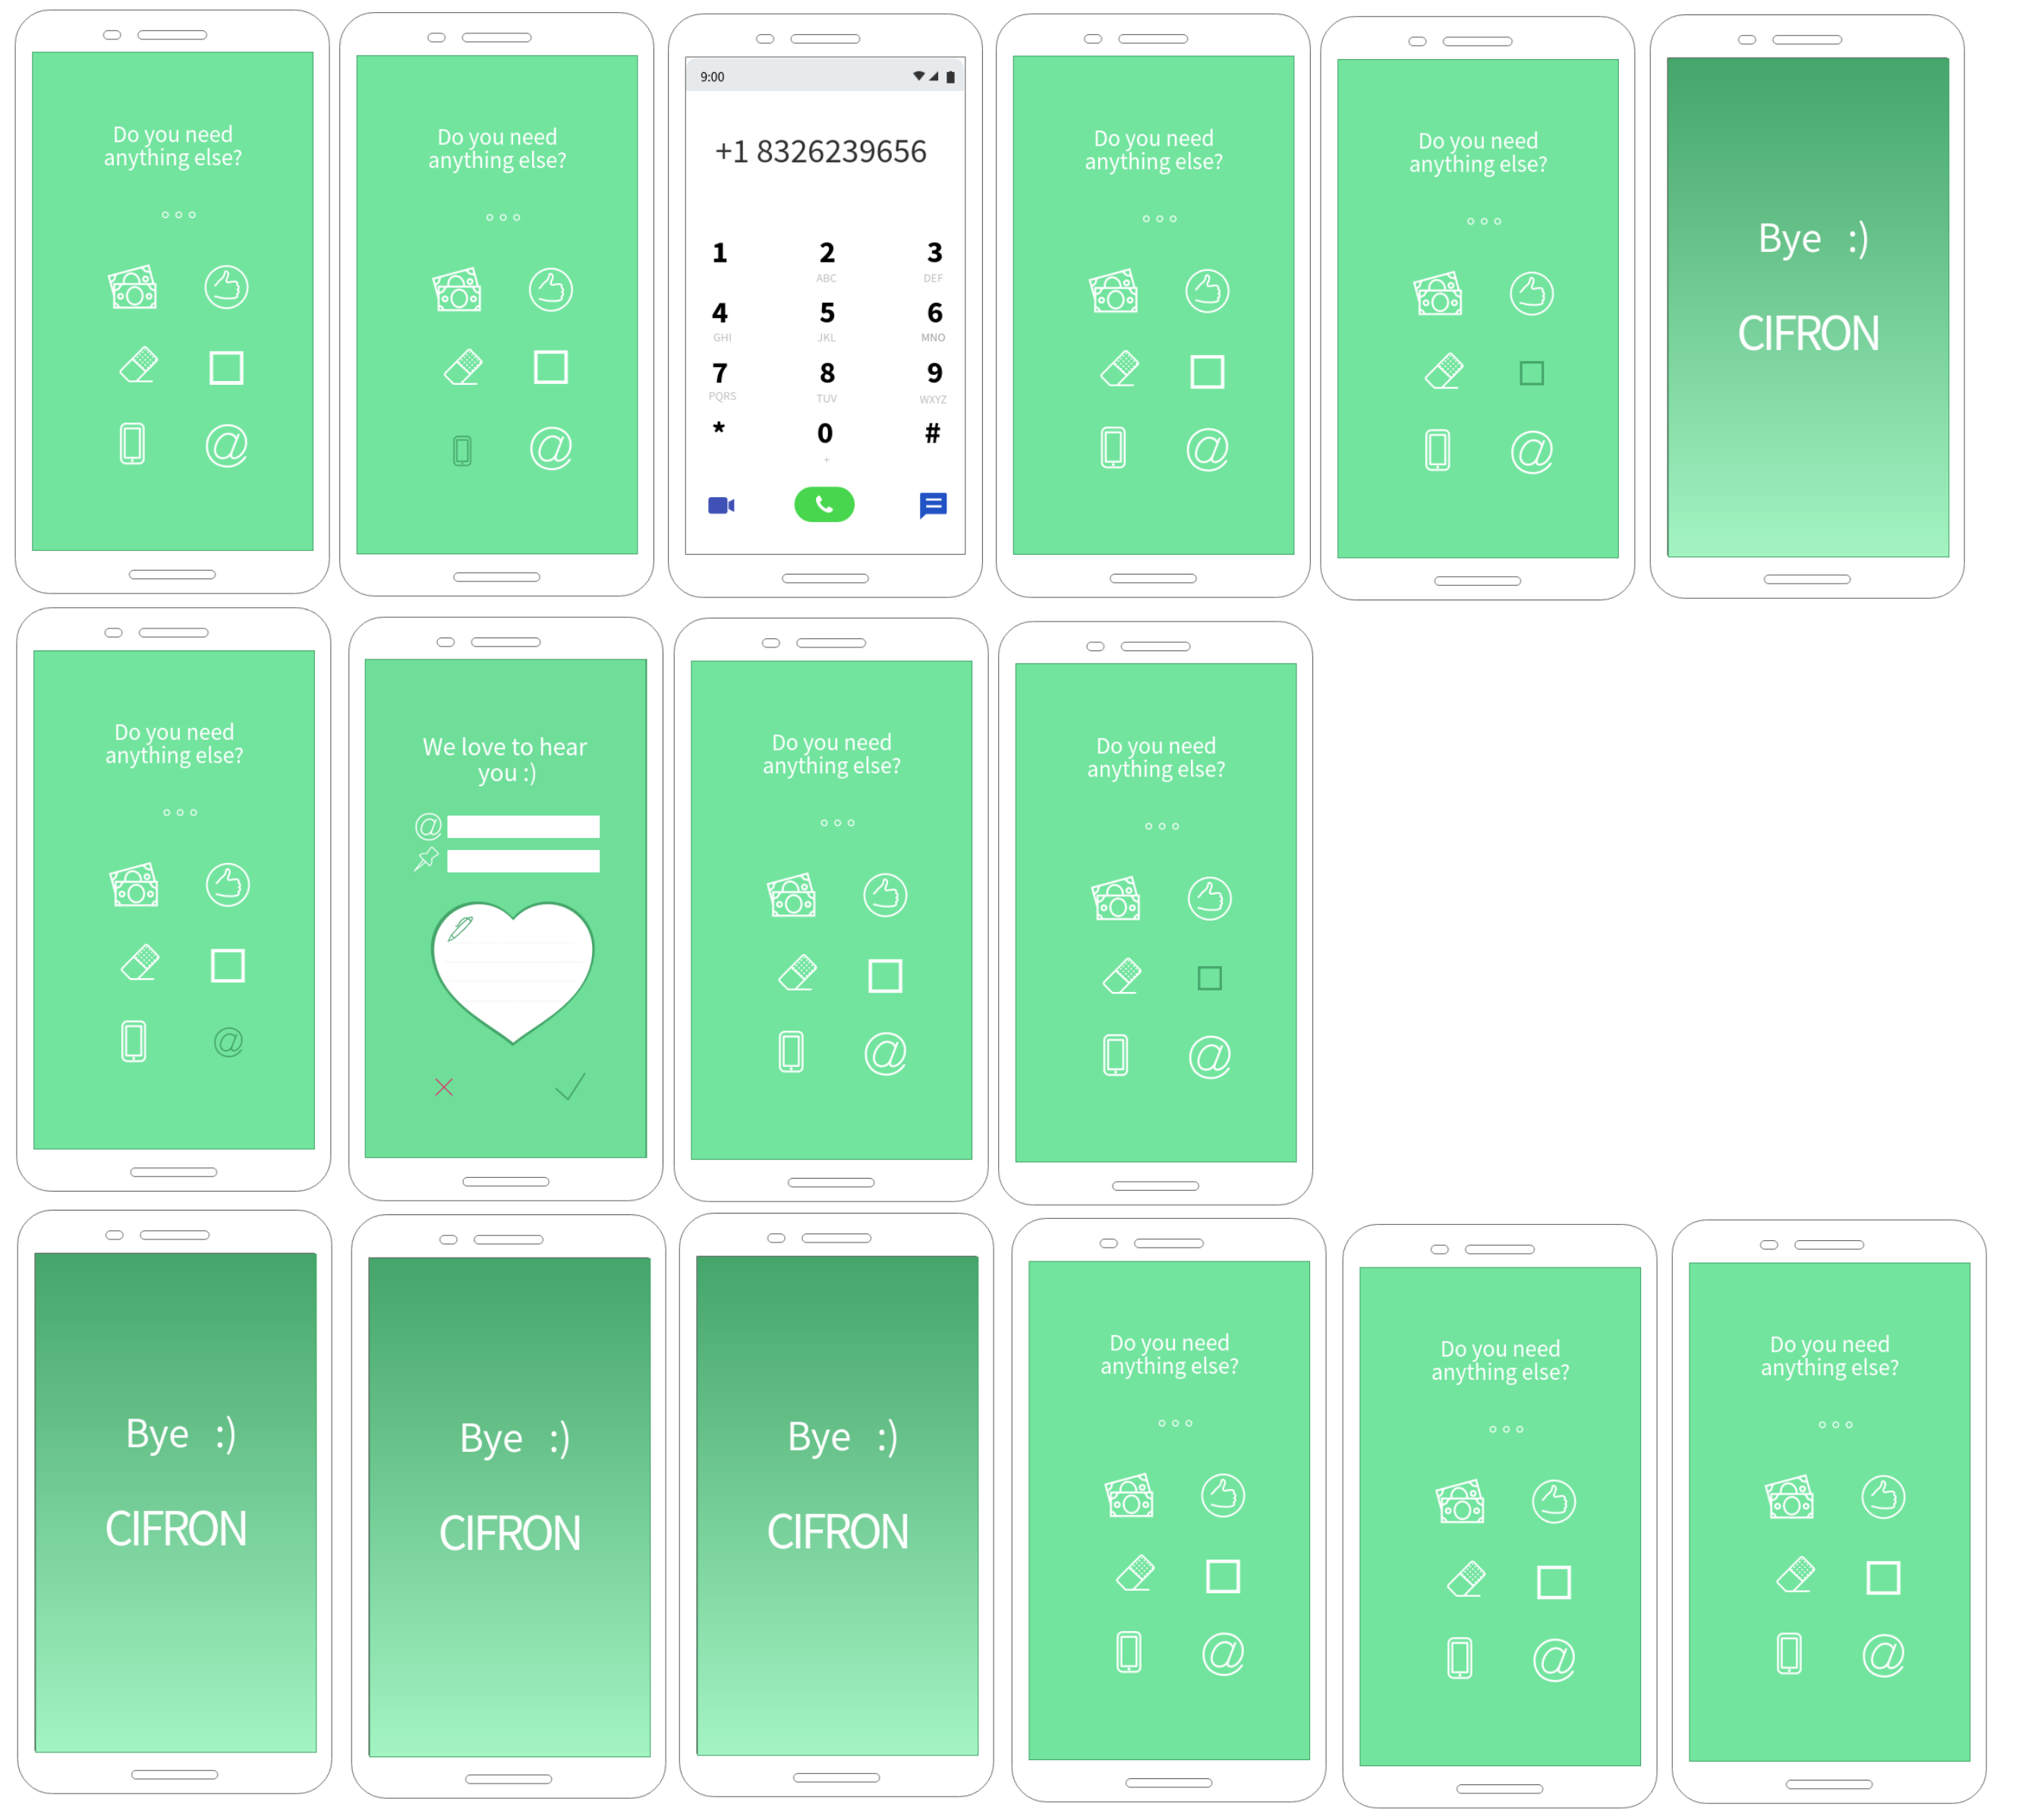 Do you need
anything else?
Do you need
anything else?
9:00
+1 8326239656
1 2 3
ABC DEF
4 5 6
GHI JKL MNO
7 8 9
PQRS TUV WXYZ
* 0 #
+
Do you need
anything else?
Do you need
anything else?
Bye :)
CIFRON
Do you need
anything else?
@
We love to hear
you :)
@
Do you need
anything else?
@
Do you need
anything else?
@
Bye :)
CIFRON
Bye :)
CIFRON
Bye :)
CIFRON
Do you need
anything else?
@
Do you need
anything else?
@
Do you need
anything else?
@